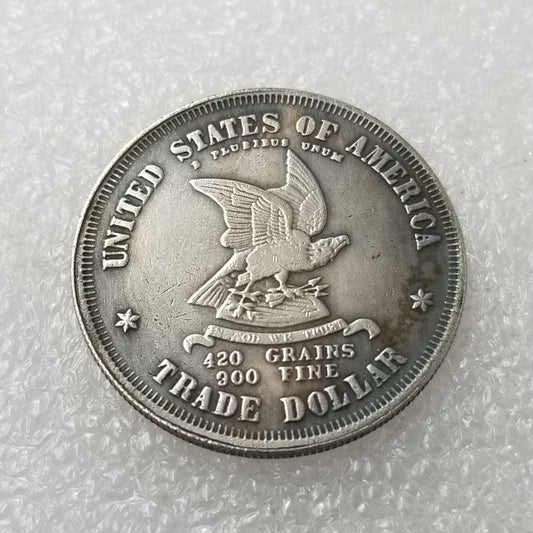 UNITED STATES OF AMERICA
E PLURIBUS UNUM
IN GOD WE TRUST
420 GRAINS
900 FINE
TRADE DOLLAR